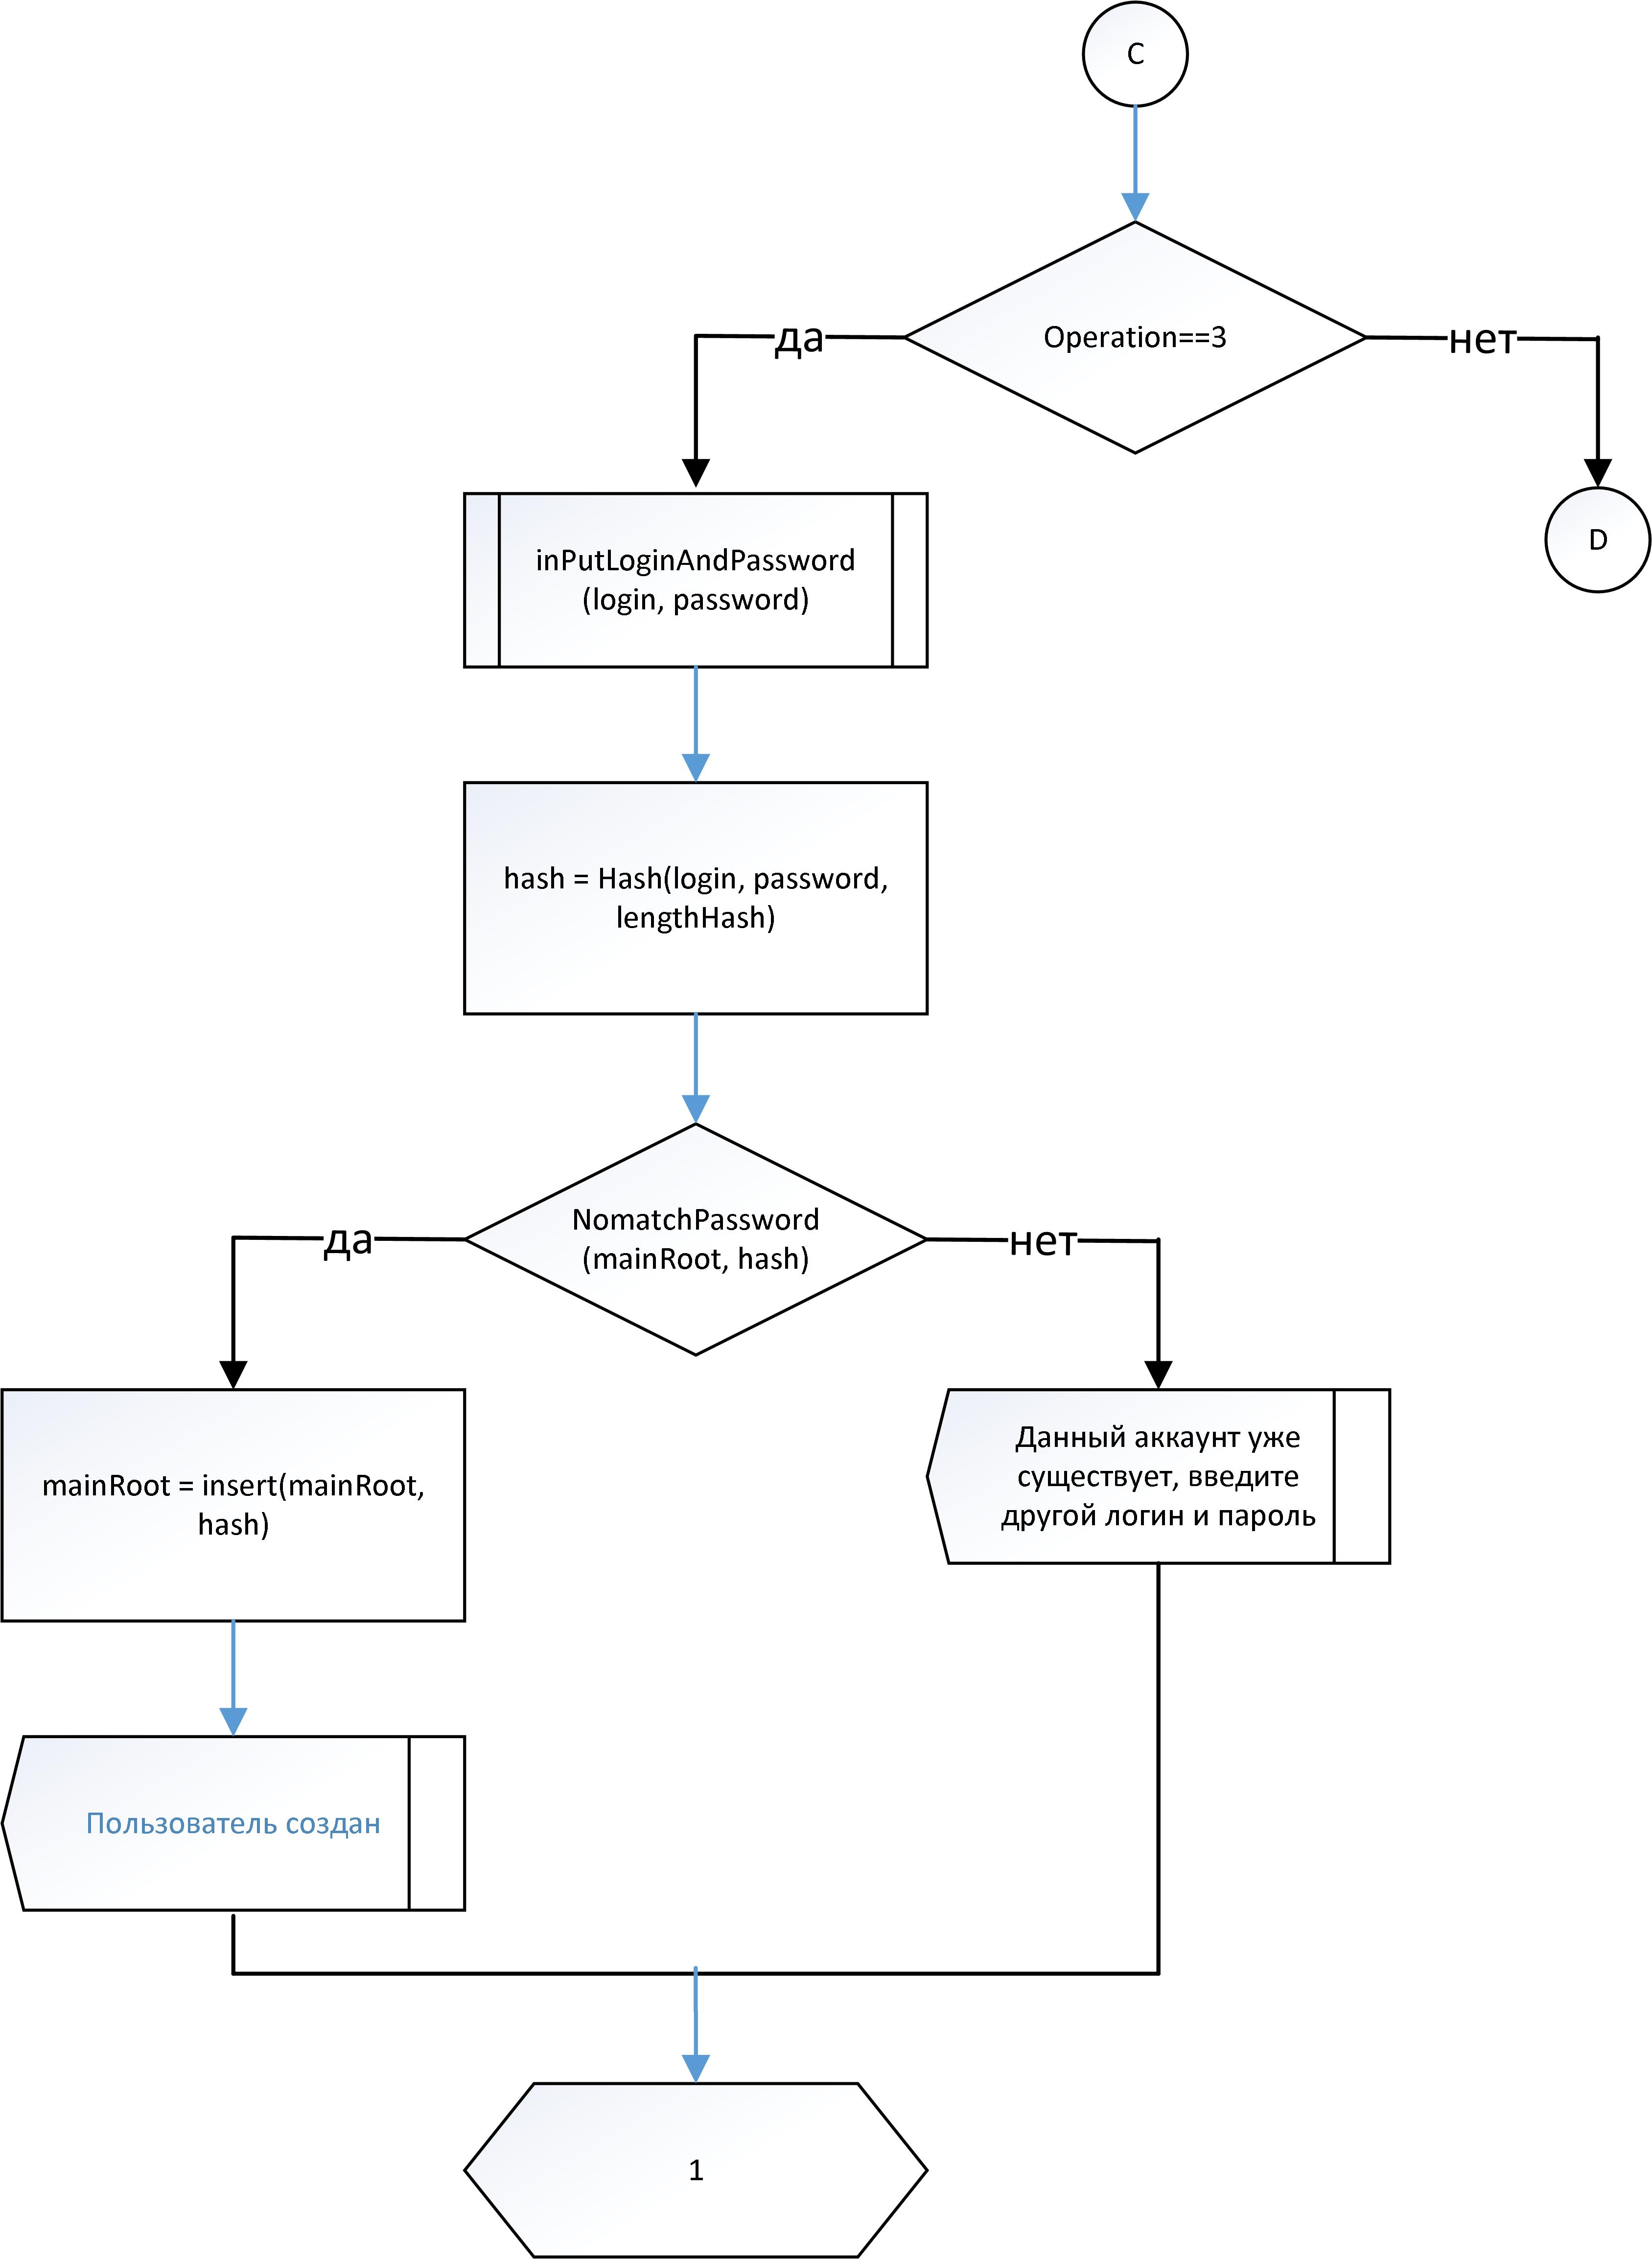 C
Operation==3
да
нет
D
inPutLoginAndPassword
(login, password)
hash = Hash(login, password,
lengthHash)
NomatchPassword
(mainRoot, hash)
да
нет
mainRoot = insert(mainRoot,
hash)
Данный аккаунт уже
существует, введите
другой логин и пароль
Пользователь создан
1